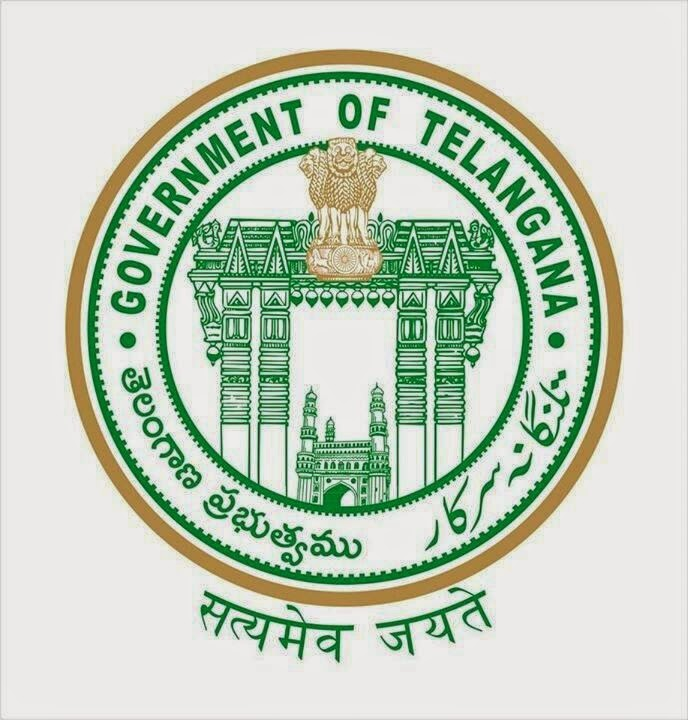 GOVERNMENT OF TELANGANA
తెలంగాణ ప్రభుత్వము
تلنگانہ سرکار
सत्यमेव जयते